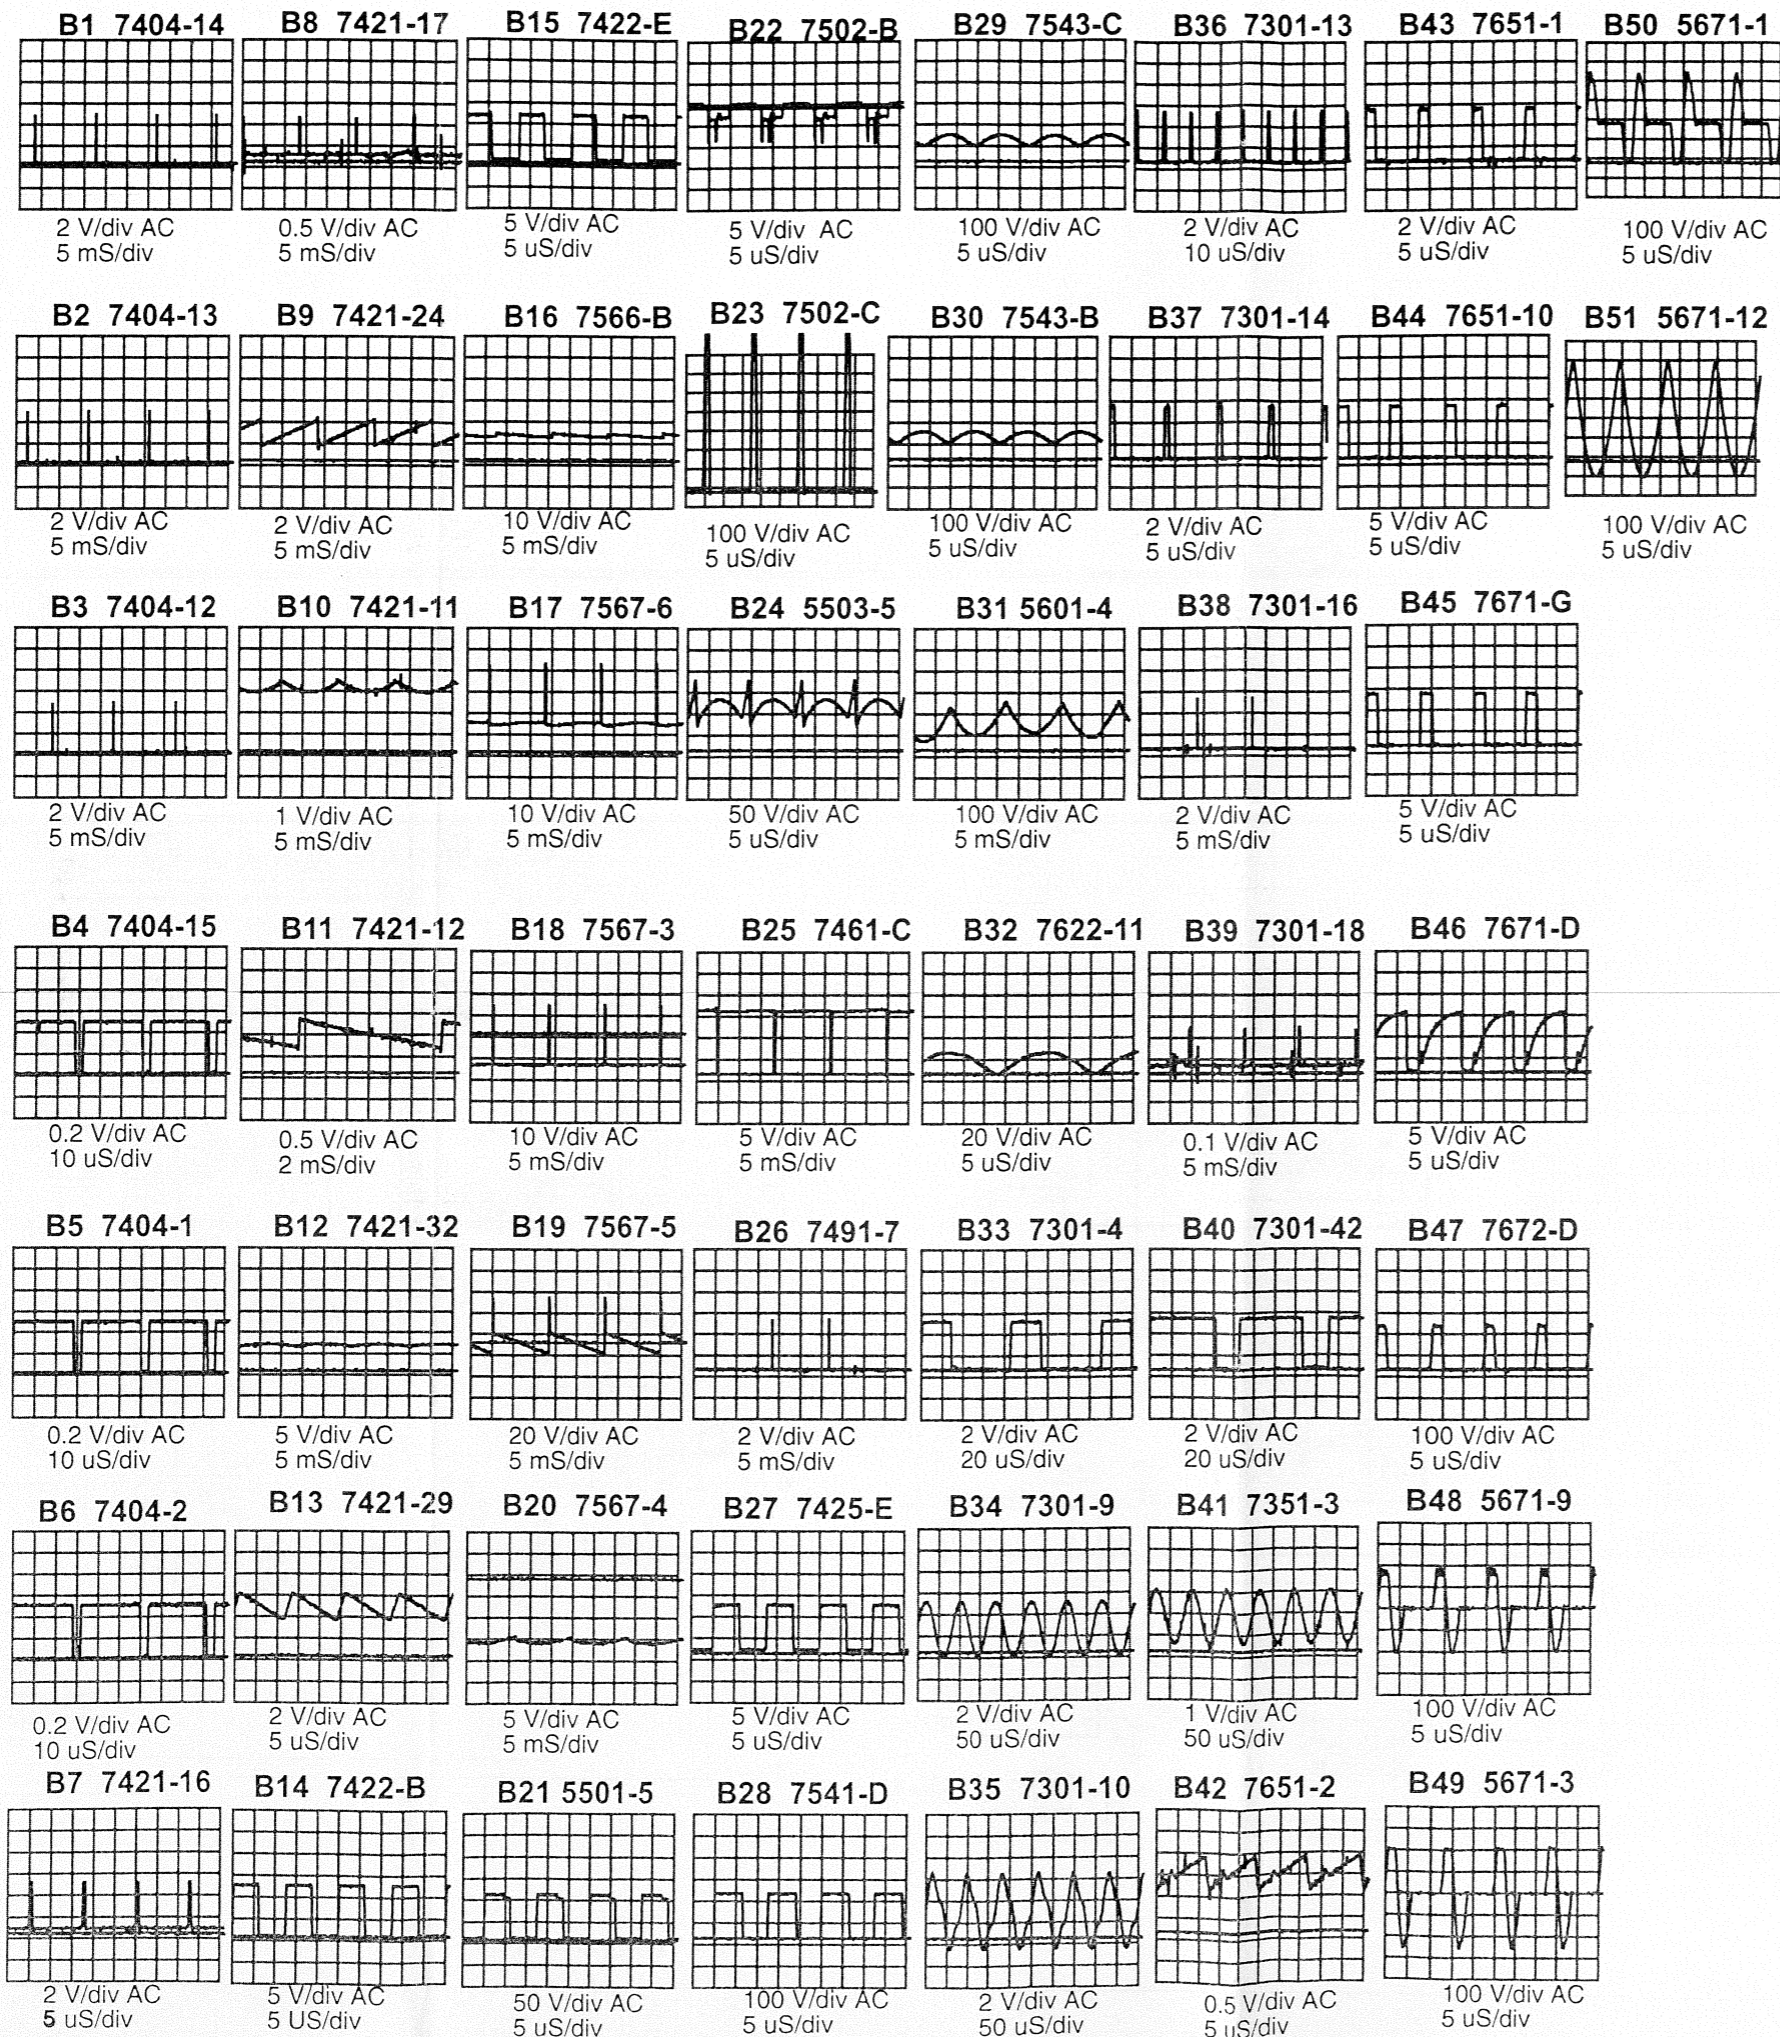 B1 7404-14
B8 7421-17
B15 7422-E
B22 7502-B
B29 7543-C
B36 7301-13
B43 7651-1
B50 5671-1
2 V/div AC
5 mS/div
0.5 V/div AC
5 mS/div
5 V/div AC
5 uS/div
5 V/div AC
5 uS/div
100 V/div AC
5 uS/div
2 V/div AC
10 uS/div
2 V/div AC
5 uS/div
100 V/div AC
5 uS/div
B2 7404-13
B9 7421-24
B16 7566-B
B23 7502-C
B30 7543-B
B37 7301-14
B44 7651-10
B51 5671-12
2 V/div AC
5 mS/div
2 V/div AC
5 mS/div
10 V/div AC
5 mS/div
100 V/div AC
5 uS/div
100 V/div AC
5 uS/div
2 V/div AC
5 uS/div
5 V/div AC
5 uS/div
100 V/div AC
5 uS/div
B3 7404-12
B10 7421-11
B17 7567-6
B24 5503-5
B31 5601-4
B38 7301-16
B45 7671-G
2 V/div AC
5 mS/div
1 V/div AC
5 mS/div
10 V/div AC
5 mS/div
50 V/div AC
5 uS/div
100 V/div AC
5 mS/div
2 V/div AC
5 mS/div
5 V/div AC
5 uS/div
B4 7404-15
B11 7421-12
B18 7567-3
B25 7461-C
B32 7622-11
B39 7301-18
B46 7671-D
0.2 V/div AC
10 uS/div
0.5 V/div AC
2 mS/div
10 V/div AC
5 mS/div
5 V/div AC
5 mS/div
20 V/div AC
5 uS/div
0.1 V/div AC
5 mS/div
5 V/div AC
5 uS/div
B5 7404-1
B12 7421-32
B19 7567-5
B26 7491-7
B33 7301-4
B40 7301-42
B47 7672-D
0.2 V/div AC
10 uS/div
5 V/div AC
5 mS/div
20 V/div AC
5 mS/div
2 V/div AC
5 mS/div
2 V/div AC
20 uS/div
2 V/div AC
20 uS/div
100 V/div AC
5 uS/div
B6 7404-2
B13 7421-29
B20 7567-4
B27 7425-E
B34 7301-9
B41 7351-3
B48 5671-9
0.2 V/div AC
10 uS/div
2 V/div AC
5 uS/div
5 V/div AC
5 mS/div
5 V/div AC
5 uS/div
2 V/div AC
50 uS/div
1 V/div AC
50 uS/div
100 V/div AC
5 uS/div
B7 7421-16
B14 7422-B
B21 5501-5
B28 7541-D
B35 7301-10
B42 7651-2
B49 5671-3
2 V/div AC
5 uS/div
5 V/div AC
5 US/div
50 V/div AC
5 uS/div
100 V/div AC
5 uS/div
2 V/div AC
50 uS/div
0.5 V/div AC
5 uS/div
100 V/div AC
5 uS/div